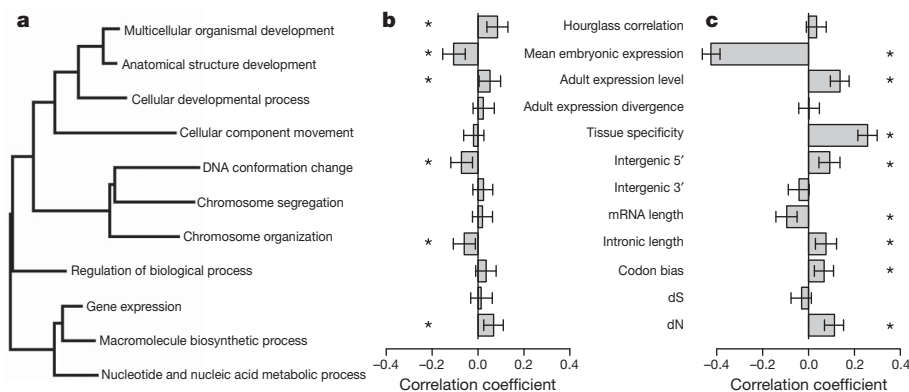 a
Multicellular organismal development
Anatomical structure development
Cellular developmental process
Cellular component movement
DNA conformation change
Chromosome segregation
Chromosome organization
Regulation of biological process
Gene expression
Macromolecule biosynthetic process
Nucleotide and nucleic acid metabolic process
b
*
*
*
*
*
*
−0.4 −0.2 0.0 0.2 0.4
Correlation coefficient
Hourglass correlation
Mean embryonic expression
Adult expression level
Adult expression divergence
Tissue specificity
Intergenic 5′
Intergenic 3′
mRNA length
Intronic length
Codon bias
dS
dN
c
*
*
*
*
*
*
*
*
−0.4 −0.2 0.0 0.2 0.4
Correlation coefficient